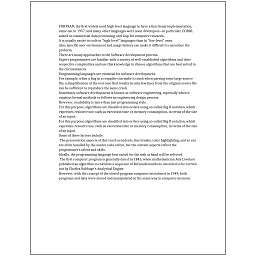 FORTRAN, the first widely used high-level language to have a functional implementation,
came out in 1957, and many other languages were soon developed—in particular, COBOL
aimed at commercial data processing, and Lisp for computer research.
It is usually easier to code in "high-level" languages than in "low-level" ones.
Also, specific user environment and usage history can make it difficult to reproduce the
problem.
There are many approaches to the Software development process.
Expert programmers are familiar with a variety of well-established algorithms and their
respective complexities and use this knowledge to choose algorithms that are best suited to
the circumstances.
Programming languages are essential for software development.
For example, when a bug in a compiler can make it crash when parsing some large source
file, a simplification of the test case that results in only few lines from the original source file
can be sufficient to reproduce the same crash.
Sometimes software development is known as software engineering, especially when it
employs formal methods or follows an engineering design process.
However, readability is more than just programming style.
For this purpose, algorithms are classified into orders using so-called Big O notation, which
expresses resource use, such as execution time or memory consumption, in terms of the size
of an input.
For this purpose, algorithms are classified into orders using so-called Big O notation, which
expresses resource use, such as execution time or memory consumption, in terms of the size
of an input.
Some of these factors include:
The presentation aspects of this (such as indents, line breaks, color highlighting, and so on)
are often handled by the source code editor, but the content aspects reflect the
programmer's talent and skills.
Ideally, the programming language best suited for the task at hand will be selected.
The first computer program is generally dated to 1843, when mathematician Ada Lovelace
published an algorithm to calculate a sequence of Bernoulli numbers, intended to be carried
out by Charles Babbage's Analytical Engine.
However, with the concept of the stored-program computer introduced in 1949, both
programs and data were stored and manipulated in the same way in computer memory.